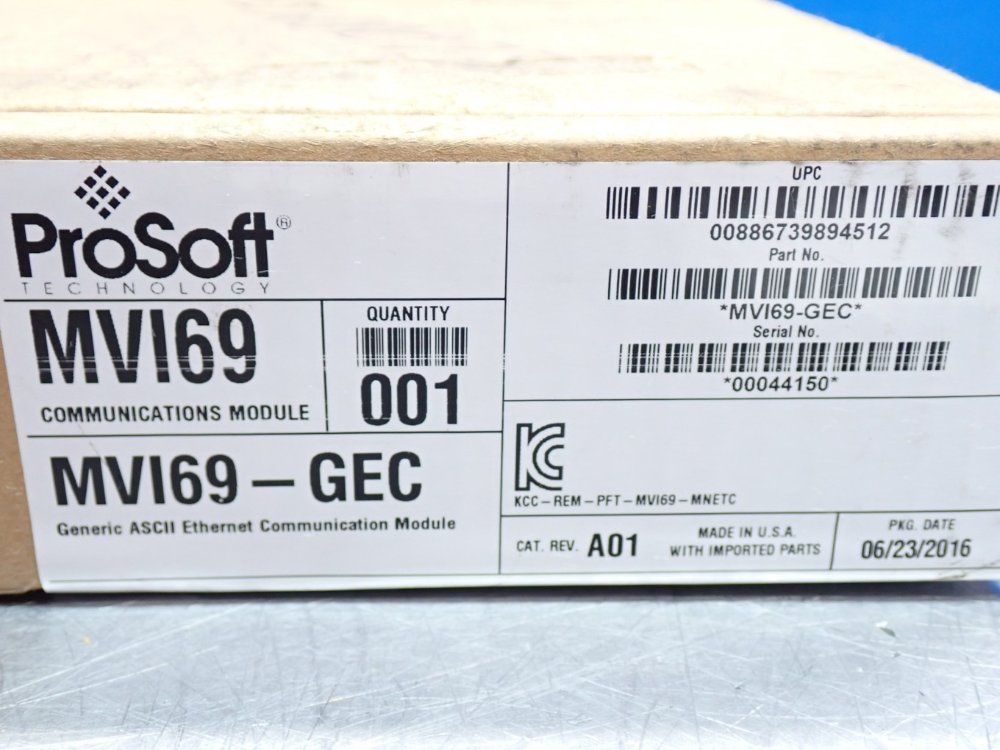 ProSoft®
TECHNOLOGY
MVI69
COMMUNICATIONS MODULE
QUANTITY
001
MVI69-GEC
Generic ASCII Ethernet Communication Module
UPC
00886739894512
Part No.
*MVI69-GEC*
Serial No.
*00044150*
KC
KCC-REM-PFT-MVI69-MNETC
CAT. REV. A01
MADE IN U.S.A.
WITH IMPORTED PARTS
PKG. DATE
06/23/2016